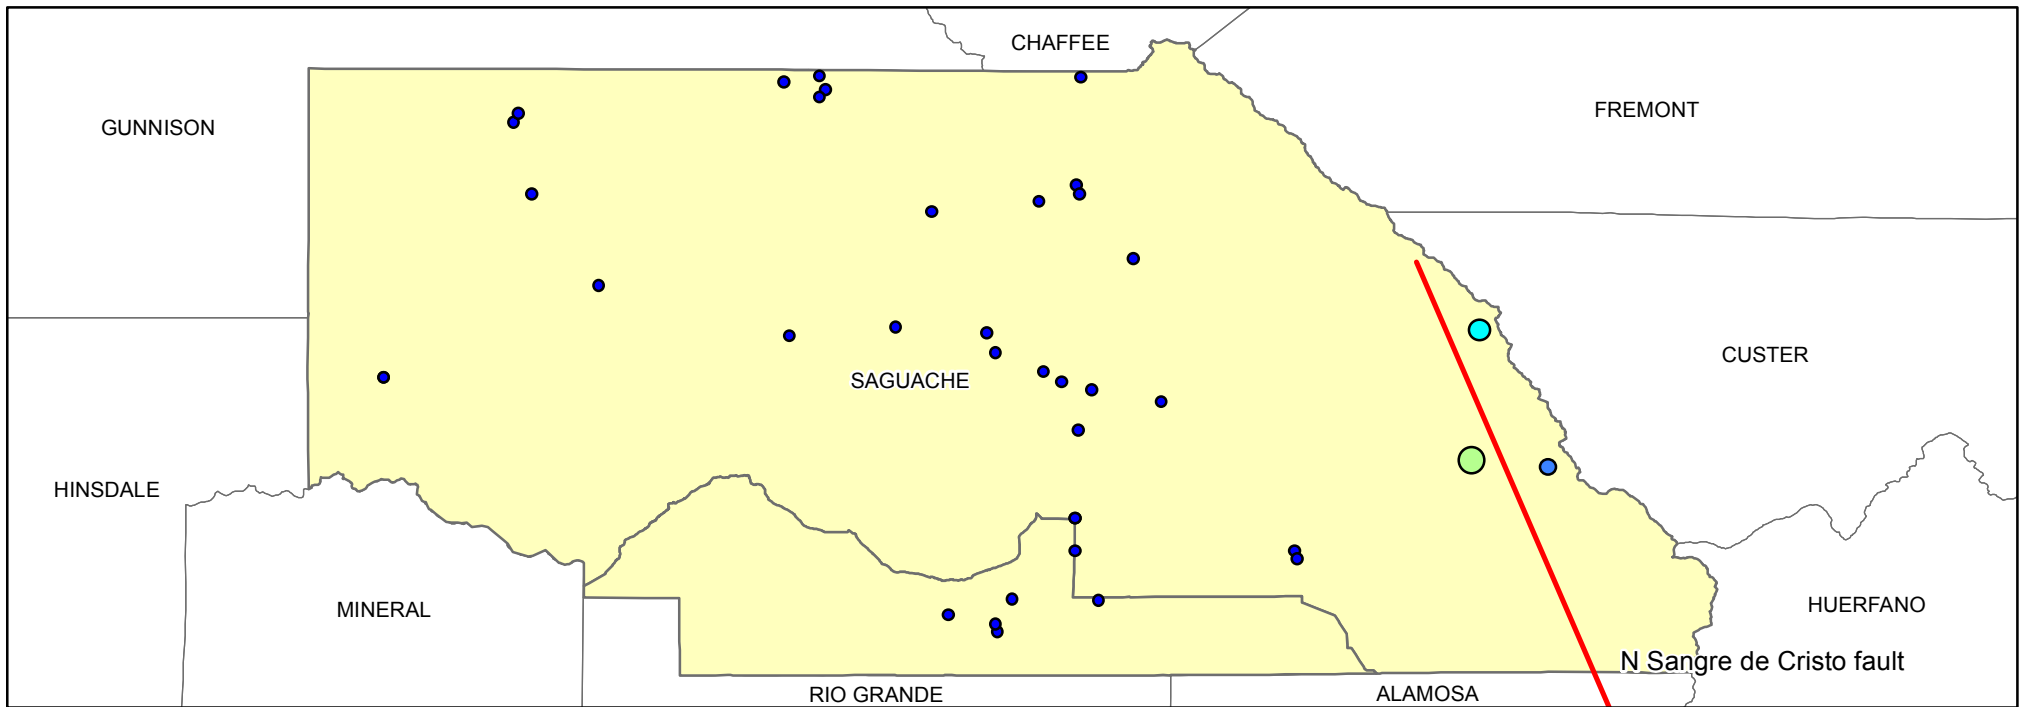 CHAFFEE
FREMONT
GUNNISON
CUSTER
SAGUACHE
HINSDALE
HUERFANO
MINERAL
N Sangre de Cristo fault
RIO GRANDE
ALAMOSA